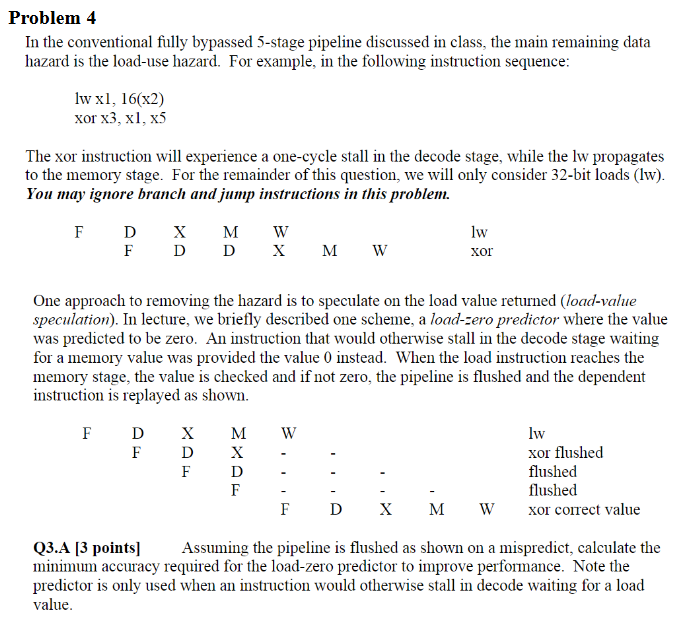 Problem 4
In the conventional fully bypassed 5-stage pipeline discussed in class, the main remaining data
hazard is the load-use hazard.  For example, in the following instruction sequence:
lw x1, 16(x2)
xor x3, x1, x5
The xor instruction will experience a one-cycle stall in the decode stage, while the lw propagates
to the memory stage.  For the remainder of this question, we will only consider 32-bit loads (lw).
You may ignore branch and jump instructions in this problem.
F D X M W lw
F D D X M W xor
One approach to removing the hazard is to speculate on the load value returned (load-value
speculation). In lecture, we briefly described one scheme, a load-zero predictor where the value
was predicted to be zero.  An instruction that would otherwise stall in the decode stage waiting
for a memory value was provided the value 0 instead.  When the load instruction reaches the
memory stage, the value is checked and if not zero, the pipeline is flushed and the dependent
instruction is replayed as shown.
F D X M W lw
F D X - - xor flushed
F D - - - flushed
F - - - - flushed
F D X M W xor correct value
Q3.A [3 points] Assuming the pipeline is flushed as shown on a mispredict, calculate the
minimum accuracy required for the load-zero predictor to improve performance.  Note the
predictor is only used when an instruction would otherwise stall in decode waiting for a load
value.